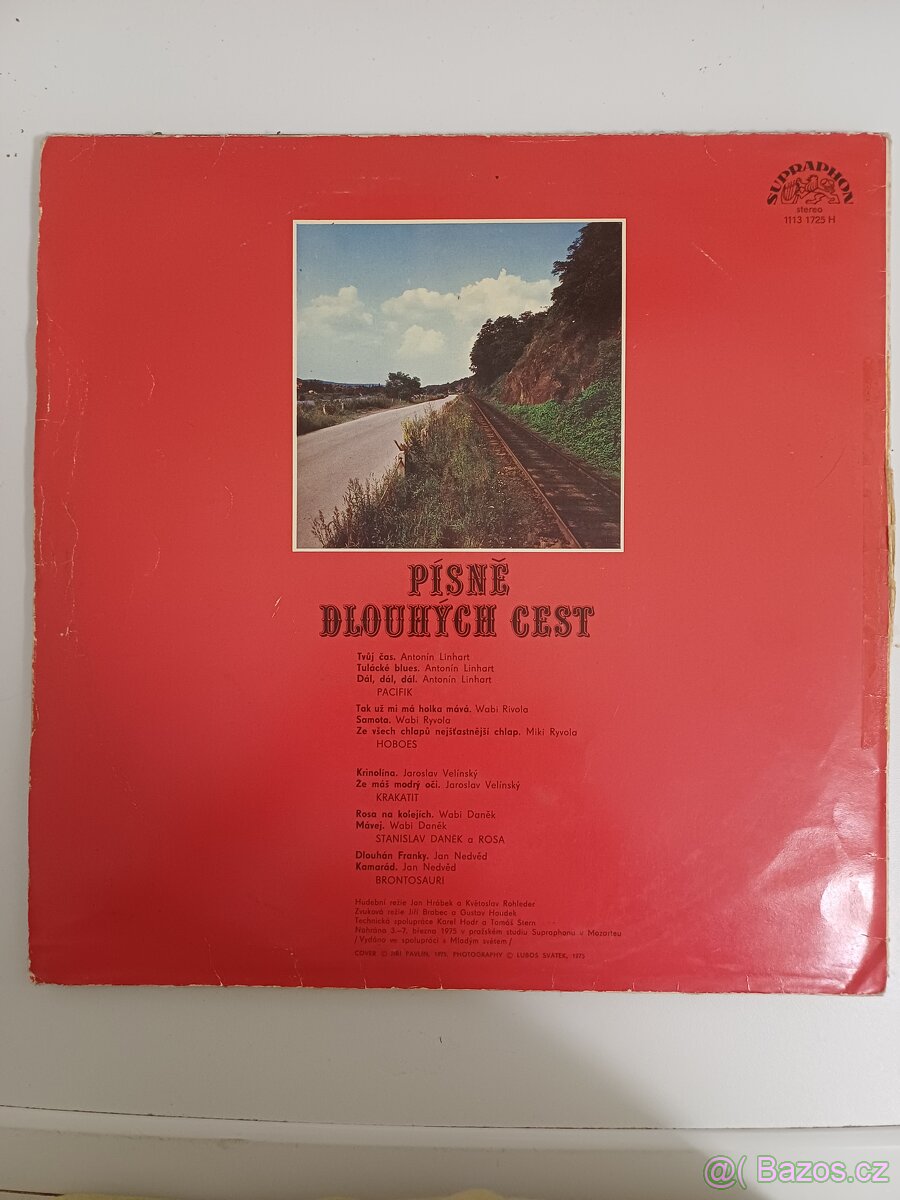 SUPRAPHON
stereo
1113 1725 H
PÍSNĚ
DLOUHÝCH CEST
Tvůj čas. Antonín Linhart
Tulácké blues. Antonín Linhart
Dál, dál, dál. Antonín Linhart
PACIFIK
Tak už mi má holka mává. Wabi Rivola
Samota. Wabi Ryvola
Ze všech chlapů nejšťastnější chlap. Miki Ryvola
HOBOES
Krinolína. Jaroslav Velínský
Že máš modrý oči. Jaroslav Velínský
KRAKATIT
Rosa na kolejích. Wabi Daněk
Mávej. Wabi Daněk
STANISLAV DANĚK a ROSA
Dlouhán Franky. Jan Nedvěd
Kamarád. Jan Nedvěd
BRONTOSAURI
Hudební režie Jan Hrábek a Květoslav Rohleder
Zvuková režie Jiří Brabec a Gustav Houdek
Technická spolupráce Karel Hodr a Tomáš Stern
Nahrána 3.–7. března 1975 v pražském studiu Supraphonu v Mozarteu
/Vydáno ve spolupráci s Mladým světem/
COVER © JIŘÍ PAVLÍN, 1975. PHOTOGRAPHY © LUBOŠ SVÁTEK, 1975
@( Bazos.cz